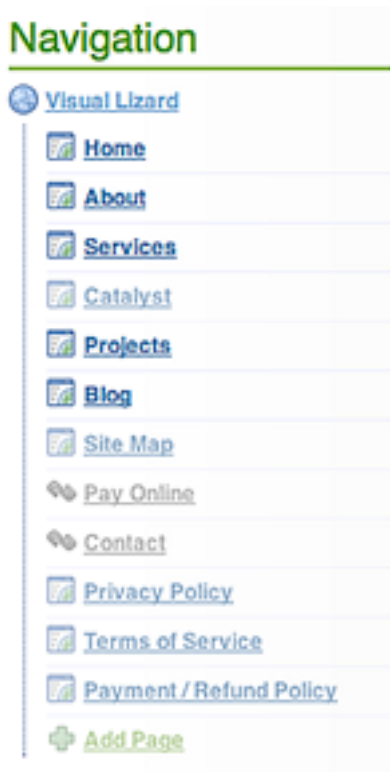 Navigation
Visual Lizard
Home
About
Services
Catalyst
Projects
Blog
Site Map
Pay Online
Contact
Privacy Policy
Terms of Service
Payment / Refund Policy
Add Page